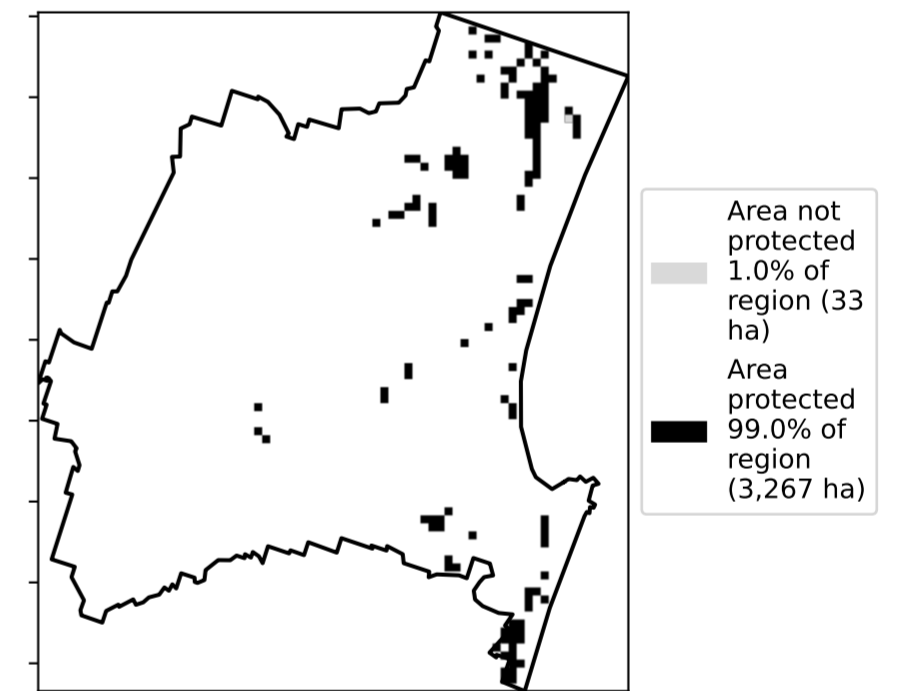 Area not
protected
1.0% of
region (33
ha)
Area
protected
99.0% of
region
(3,267 ha)